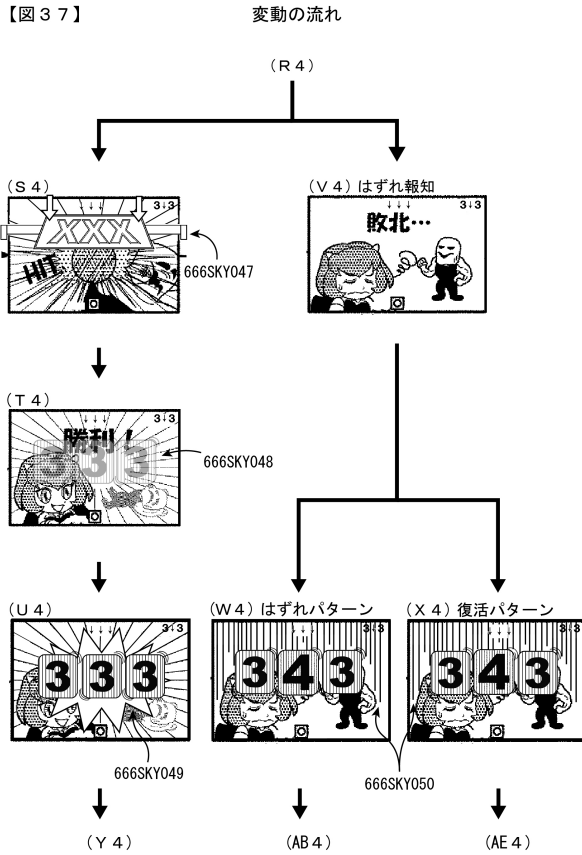 【図３７】
変動の流れ
（Ｒ４）
（Ｓ４）
３↓３
↓↓
XXX
HIT
666SKY047
（Ｖ４）はずれ報知
↓↓↓
３↓３
敗北…
（Ｔ４）
↓↓↓
３↓３
勝利！
３３３
666SKY048
（Ｕ４）
↓↓↓
３↓３
３３３
666SKY049
（Ｗ４）はずれパターン
↓↓↓
３↓３
３４３
（Ｘ４）復活パターン
↓↓↓
３↓３
３４３
666SKY050
（Ｙ４）
（AB４）
（AE４）